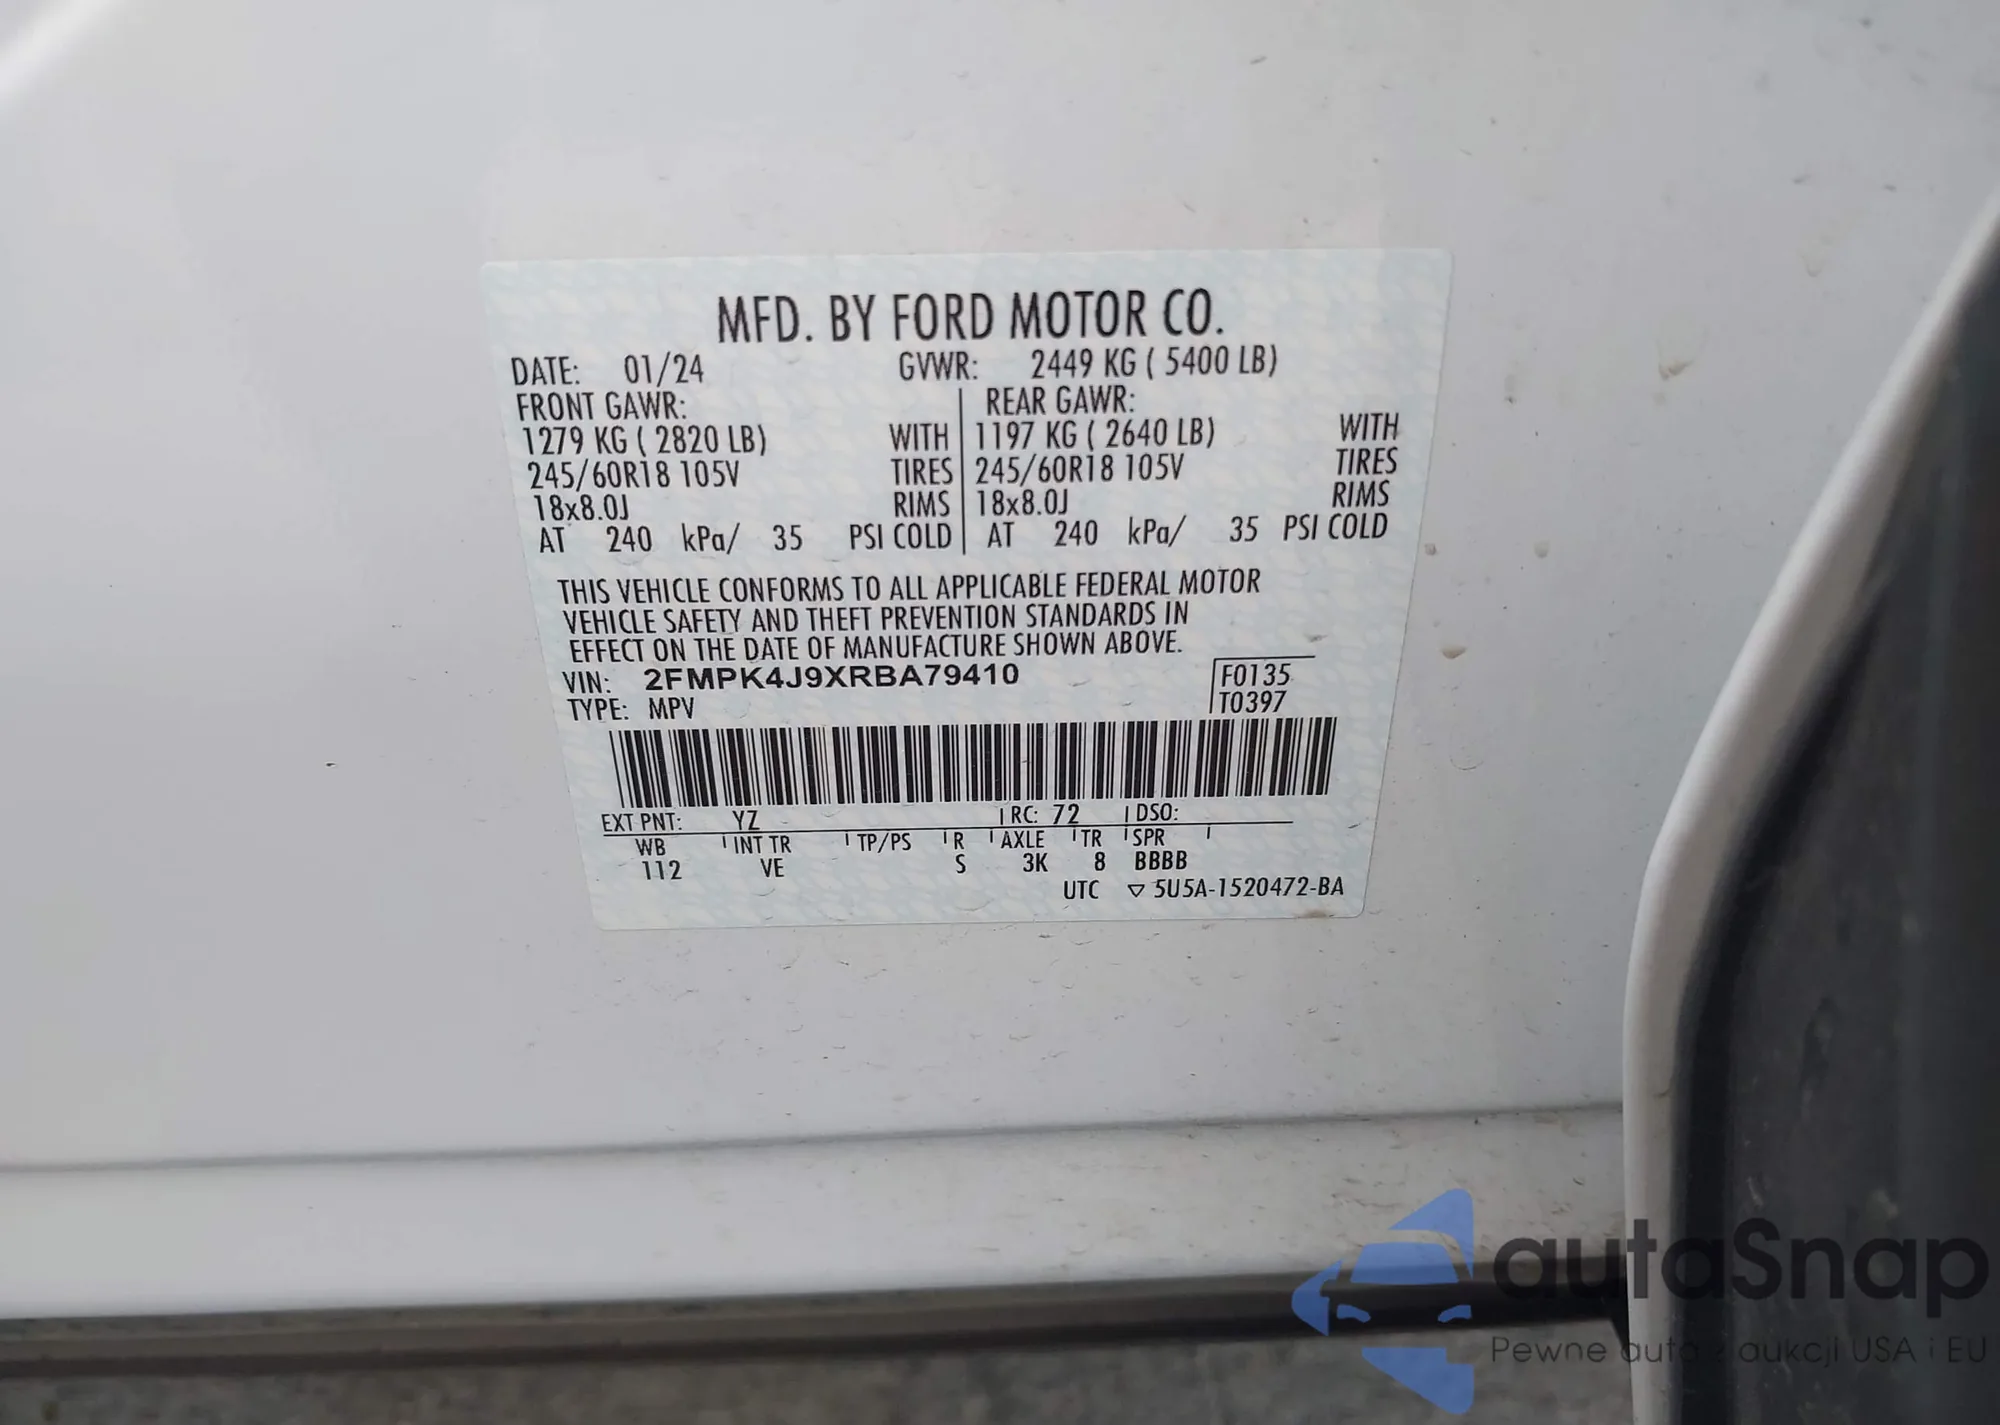 MFD. BY FORD MOTOR CO.
DATE: 01/24 GVWR: 2449 KG ( 5400 LB)
FRONT GAWR: REAR GAWR:
1279 KG ( 2820 LB) WITH 1197 KG ( 2640 LB) WITH
245/60R18 105V TIRES 245/60R18 105V TIRES
18x8.0J RIMS 18x8.0J RIMS
AT 240 kPa/ 35 PSI COLD AT 240 kPa/ 35 PSI COLD
THIS VEHICLE CONFORMS TO ALL APPLICABLE FEDERAL MOTOR
VEHICLE SAFETY AND THEFT PREVENTION STANDARDS IN
EFFECT ON THE DATE OF MANUFACTURE SHOWN ABOVE.
VIN: 2FMPK4J9XRBA79410 F0135
TYPE: MPV T0397
EXT PNT: YZ RC: 72 DSO:
WB INT TR TP/PS R AXLE TR SPR
112 VE S 3K 8 BBBB
UTC ▽ 5U5A-1520472-BA
autaSnap
Pewne auta z aukcji USA i EU